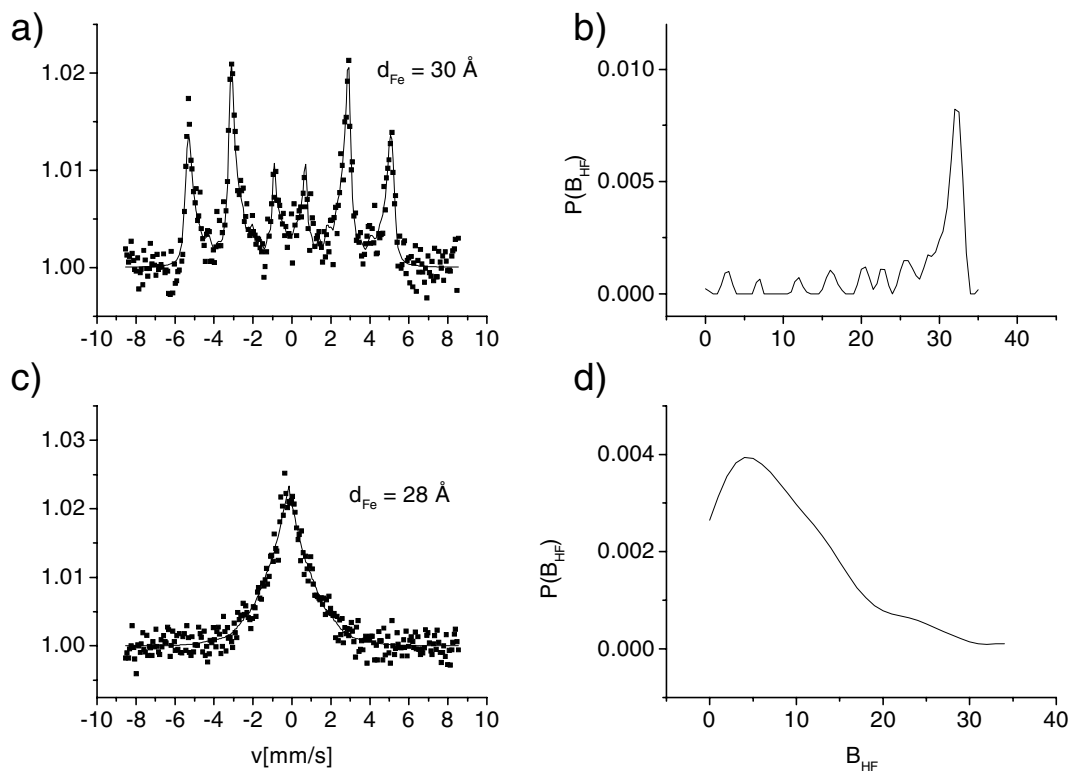 a)
1.02
1.01
1.00
d_Fe = 30 Å
-10 -8 -6 -4 -2 0 2 4 6 8 10
b)
0.010
0.005
0.000
P(B_HF)
0 10 20 30 40
c)
1.03
1.02
1.01
1.00
d_Fe = 28 Å
-10 -8 -6 -4 -2 0 2 4 6 8 10
v[mm/s]
d)
0.004
0.002
0.000
P(B_HF)
0 10 20 30 40
B_HF